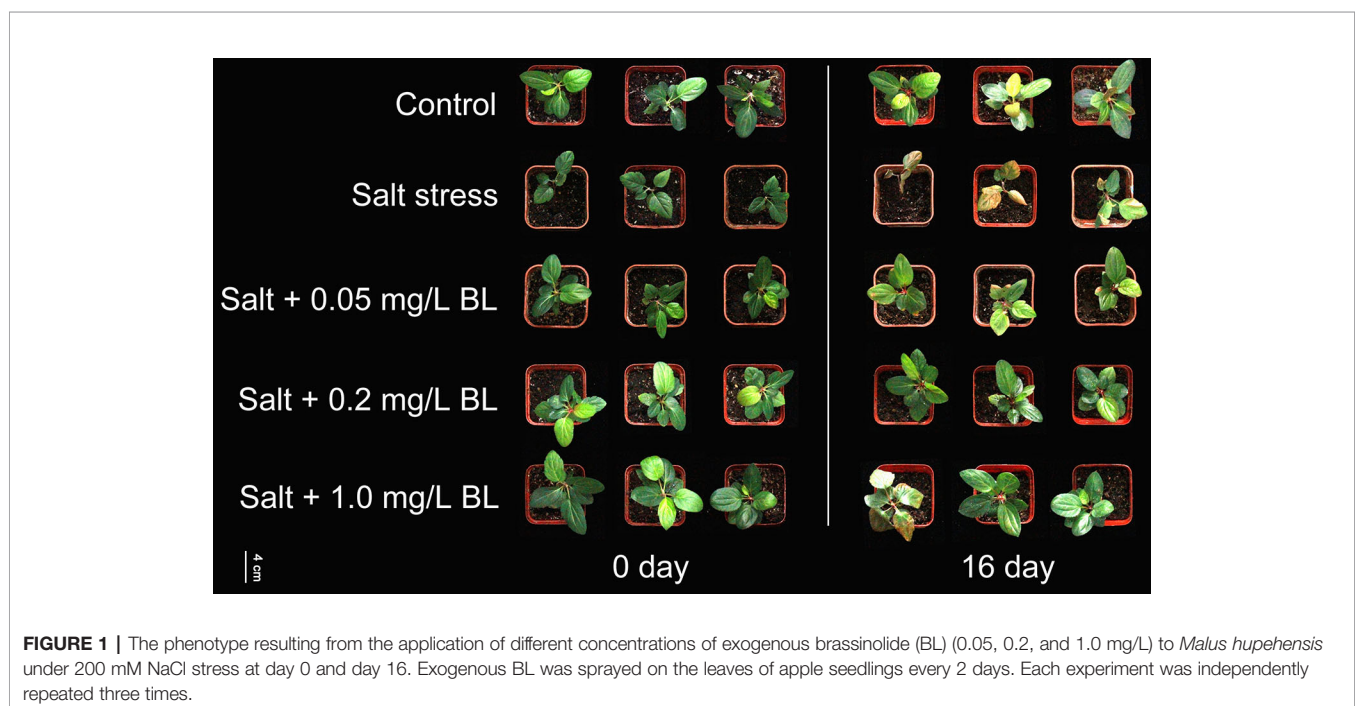 Control
Salt stress
Salt + 0.05 mg/L BL
Salt + 0.2 mg/L BL
Salt + 1.0 mg/L BL
4 cm
0 day
16 day
FIGURE 1 | The phenotype resulting from the application of different concentrations of exogenous brassinolide (BL) (0.05, 0.2, and 1.0 mg/L) to Malus hupehensis
under 200 mM NaCl stress at day 0 and day 16. Exogenous BL was sprayed on the leaves of apple seedlings every 2 days. Each experiment was independently
repeated three times.